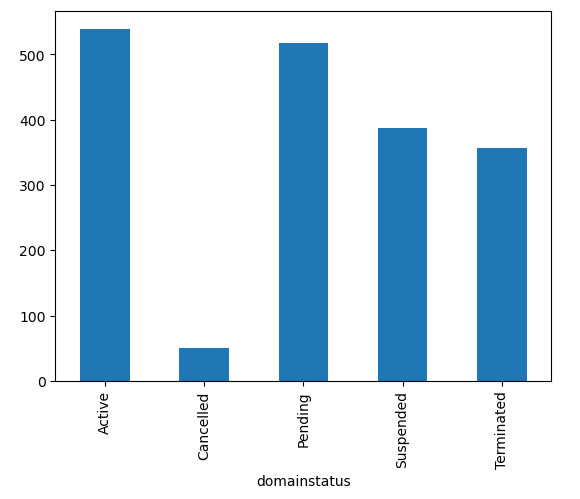 500
400
300
200
100
0
Active
Cancelled
Pending
Suspended
Terminated
domainstatus